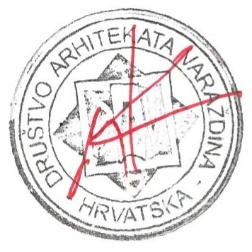 DRUŠTVO ARHITEKATA VARAŽDINA -
HRVATSKA